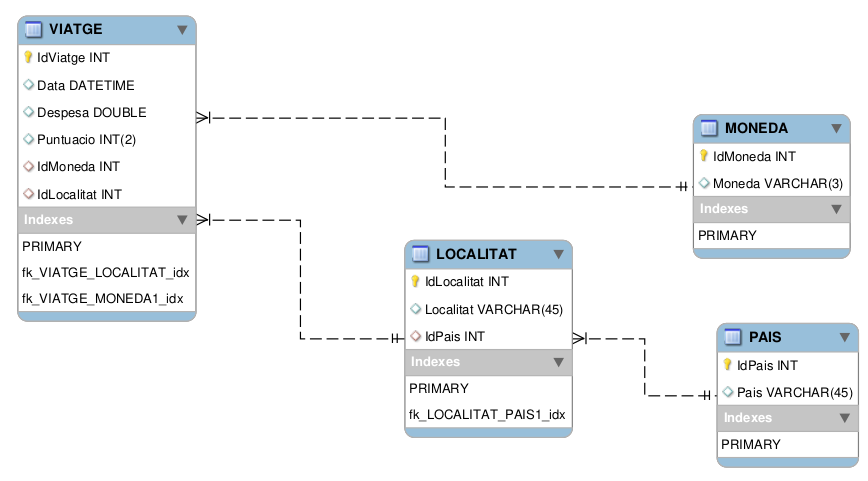 VIATGE
IdViatge INT
Data DATETIME
Despesa DOUBLE
Puntuacio INT(2)
IdMoneda INT
IdLocalitat INT
Indexes
PRIMARY
fk_VIATGE_LOCALITAT_idx
fk_VIATGE_MONEDA1_idx
MONEDA
IdMoneda INT
Moneda VARCHAR(3)
Indexes
PRIMARY
LOCALITAT
IdLocalitat INT
Localitat VARCHAR(45)
IdPais INT
Indexes
PRIMARY
fk_LOCALITAT_PAIS1_idx
PAIS
IdPais INT
Pais VARCHAR(45)
Indexes
PRIMARY